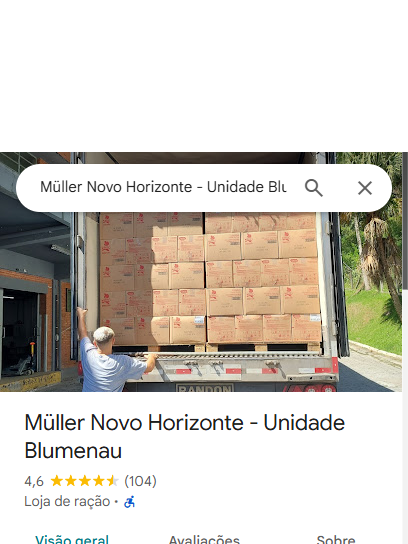 Müller Novo Horizonte - Unidade Blu
RANDON
Müller Novo Horizonte - Unidade
Blumenau
4,6 (104)
Loja de ração ·
Visão geral Avaliações Sobre